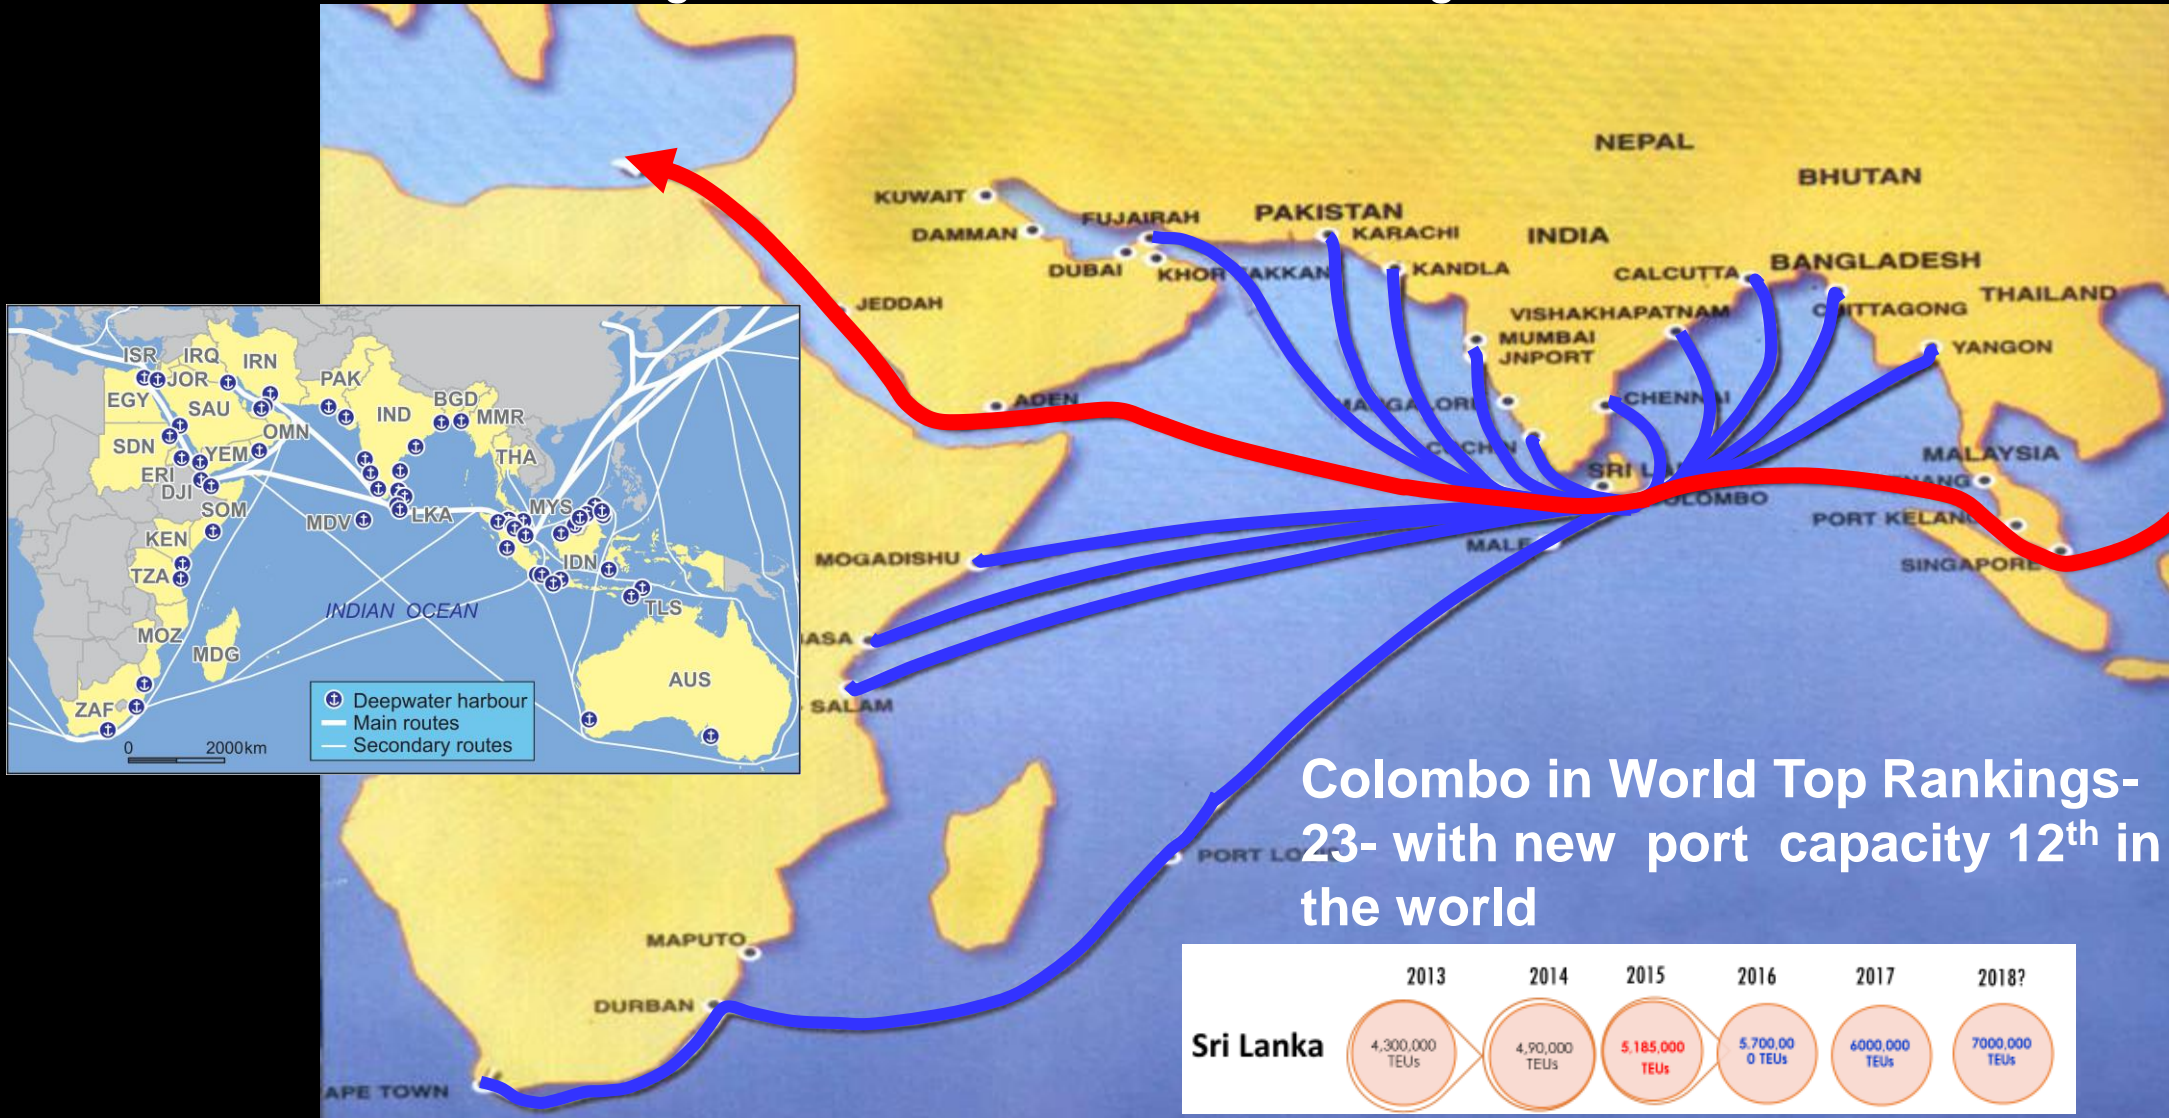 NEPAL
BHUTAN
KUWAIT
FUJAIRAH
PAKISTAN
DAMMAN
KARACHI
INDIA
DUBAI
KANDLA
CALCUTTA
BANGLADESH
THAILAND
JEDDAH
VISHAKHAPATNAM
MUMBAI
JNPORT
YANGON
ADEN
CHENNAI
MALAYSIA
SRI
PORT
SINGAPORE
MALE
MOGADISHU
SALAM
PORT
MAPUTO
DURBAN
TOWN
ISR IRQ IRN
JOR PAK
EGY SAU IND BGD MMR
OMN
SDN YEM THA
ERI
DJI
SOM MDV LKA MYS
KEN
TZA IDN
INDIAN OCEAN TLS
MOZ
MDG AUS
ZAF
Deepwater harbour
Main routes
Secondary routes
0 2000km
Colombo in World Top Rankings-
23- with new port capacity 12th in
the world
2013 2014 2015 2016 2017 2018?
Sri Lanka
4,300,000
TEUs
4,90,000
TEUs
5,185,000
TEUs
5.700,00
0 TEUs
6000,000
TEUs
7000,000
TEUs